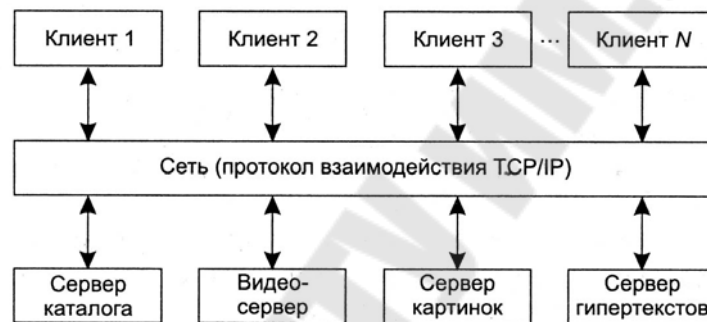 Клиент 1
Клиент 2
Клиент 3
...
Клиент N
Сеть (протокол взаимодействия TCP/IP)
Сервер
каталога
Видео-
сервер
Сервер
картинок
Сервер
гипертекстов